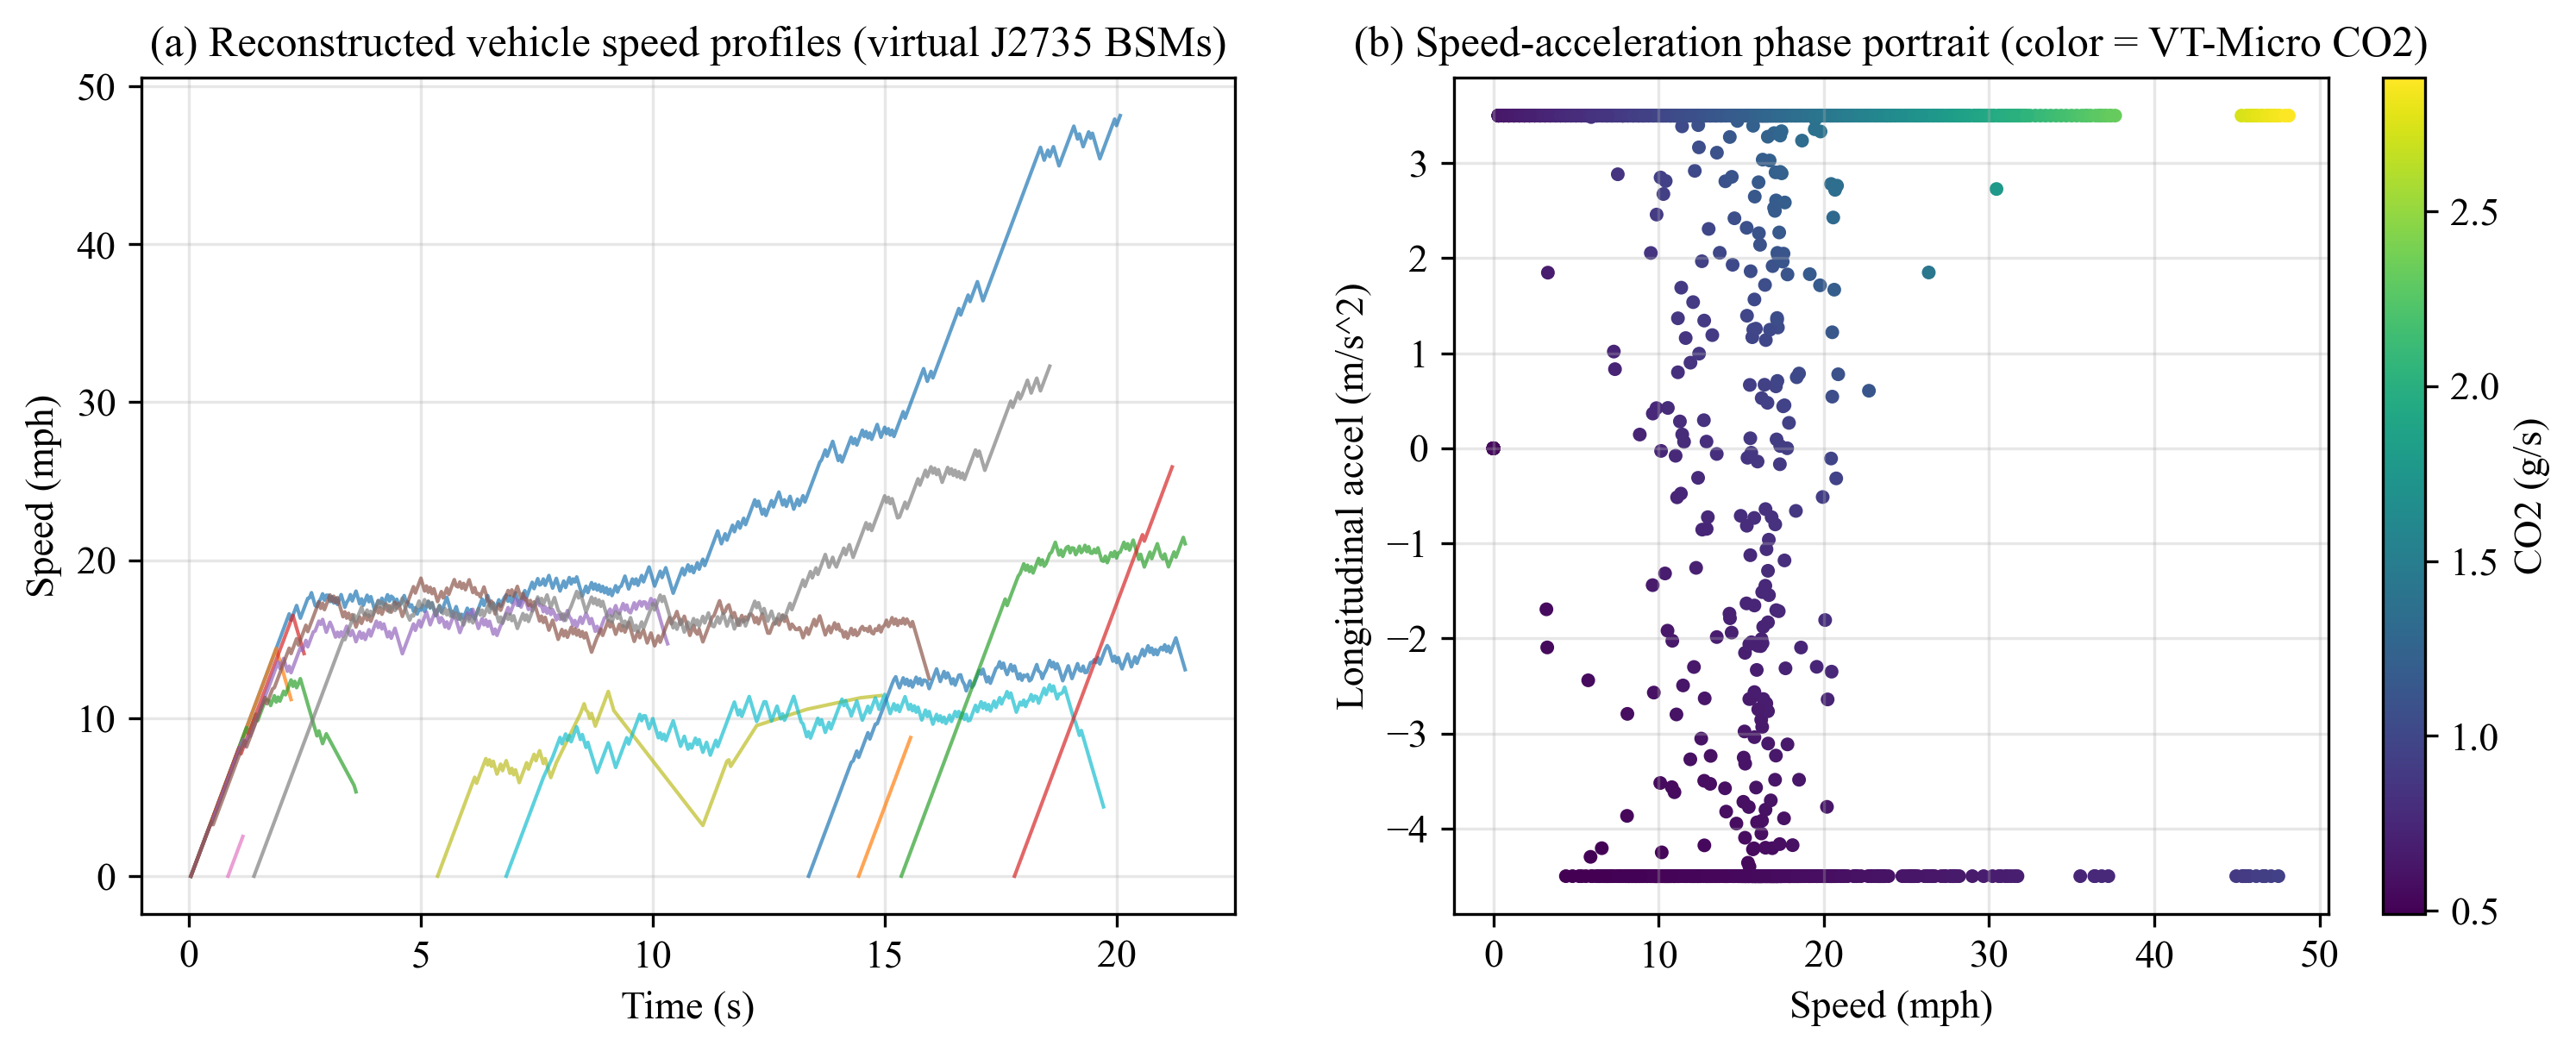 (a) Reconstructed vehicle speed profiles (virtual J2735 BSMs)
50
40
30
20
10
0
Speed (mph)
0 5 10 15 20
Time (s)
(b) Speed-acceleration phase portrait (color = VT-Micro CO2)
3
2
1
0
−1
−2
−3
−4
Longitudinal accel (m/s^2)
0 10 20 30 40 50
Speed (mph)
2.5
2.0
1.5
1.0
0.5
CO2 (g/s)